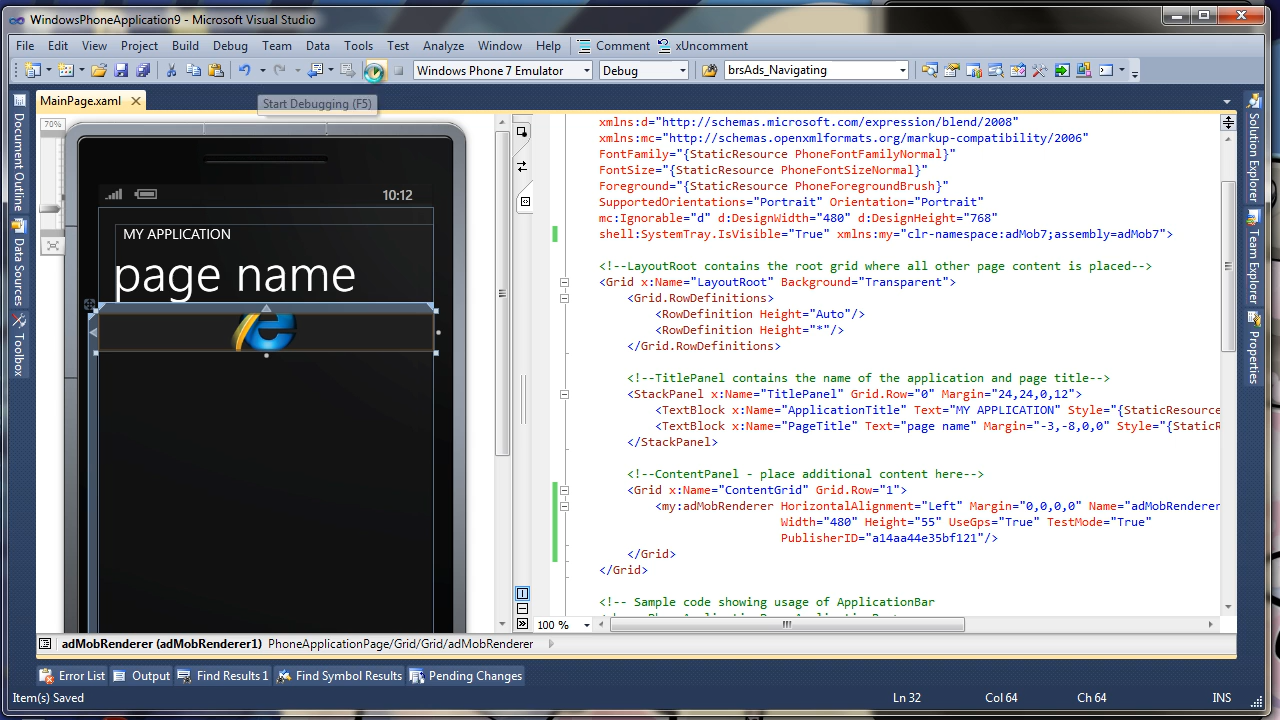 WindowsPhoneApplication9 - Microsoft Visual Studio
File Edit View Project Build Debug Team Data Tools Test Analyze Window Help Comment xUncomment
Windows Phone 7 Emulator Debug brsAds_Navigating
MainPage.xaml
Start Debugging (F5)
70%
Document Outline
Data Sources
Toolbox
10:12
MY APPLICATION
page name
xmlns:d="http://schemas.microsoft.com/expression/blend/2008"
xmlns:mc="http://schemas.openxmlformats.org/markup-compatibility/2006"
FontFamily="{StaticResource PhoneFontFamilyNormal}"
FontSize="{StaticResource PhoneFontSizeNormal}"
Foreground="{StaticResource PhoneForegroundBrush}"
SupportedOrientations="Portrait" Orientation="Portrait"
mc:Ignorable="d" d:DesignWidth="480" d:DesignHeight="768"
shell:SystemTray.IsVisible="True" xmlns:my="clr-namespace:adMob7;assembly=adMob7">
<!--LayoutRoot contains the root grid where all other page content is placed-->
<Grid x:Name="LayoutRoot" Background="Transparent">
<Grid.RowDefinitions>
<RowDefinition Height="Auto"/>
<RowDefinition Height="*"/>
</Grid.RowDefinitions>
<!--TitlePanel contains the name of the application and page title-->
<StackPanel x:Name="TitlePanel" Grid.Row="0" Margin="24,24,0,12">
<TextBlock x:Name="ApplicationTitle" Text="MY APPLICATION" Style="{StaticResource
<TextBlock x:Name="PageTitle" Text="page name" Margin="-3,-8,0,0" Style="{StaticR
</StackPanel>
<!--ContentPanel - place additional content here-->
<Grid x:Name="ContentGrid" Grid.Row="1">
<my:adMobRenderer HorizontalAlignment="Left" Margin="0,0,0,0" Name="adMobRenderer
Width="480" Height="55" UseGps="True" TestMode="True"
PublisherID="a14aa44e35bf121"/>
</Grid>
</Grid>
<!-- Sample code showing usage of ApplicationBar
Solution Explorer
Team Explorer
Properties
100 %
adMobRenderer (adMobRenderer1) PhoneApplicationPage/Grid/Grid/adMobRenderer
Error List Output Find Results 1 Find Symbol Results Pending Changes
Item(s) Saved Ln 32 Col 64 Ch 64 INS